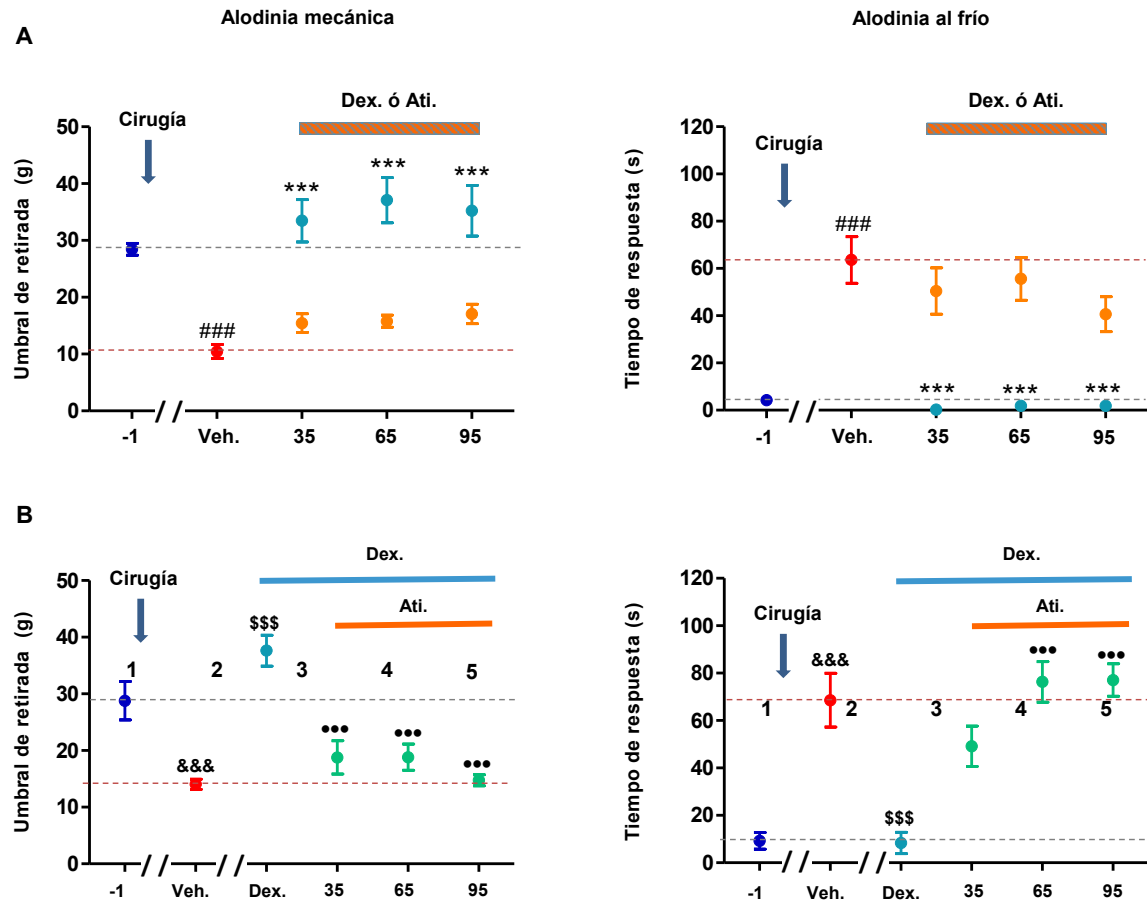 Alodinia mecánica
Alodinia al frío
A
Dex. ó Ati.
Cirugía
Umbral de retirada (g)
50
40
30
20
10
0
***
***
***
###
-1
Veh.
35
65
95
Dex. ó Ati.
Cirugía
Tiempo de respuesta (s)
120
100
80
60
40
20
0
###
***
***
***
-1
Veh.
35
65
95
B
Dex.
Cirugía
Ati.
Umbral de retirada (g)
50
40
30
20
10
0
$$$
1
2
3
4
5
&&&
•••
•••
•••
-1
Veh.
Dex.
35
65
95
Dex.
Cirugía
Ati.
Tiempo de respuesta (s)
120
100
80
60
40
20
0
&&&
•••
•••
1
2
3
4
5
$$$
-1
Veh.
Dex.
35
65
95